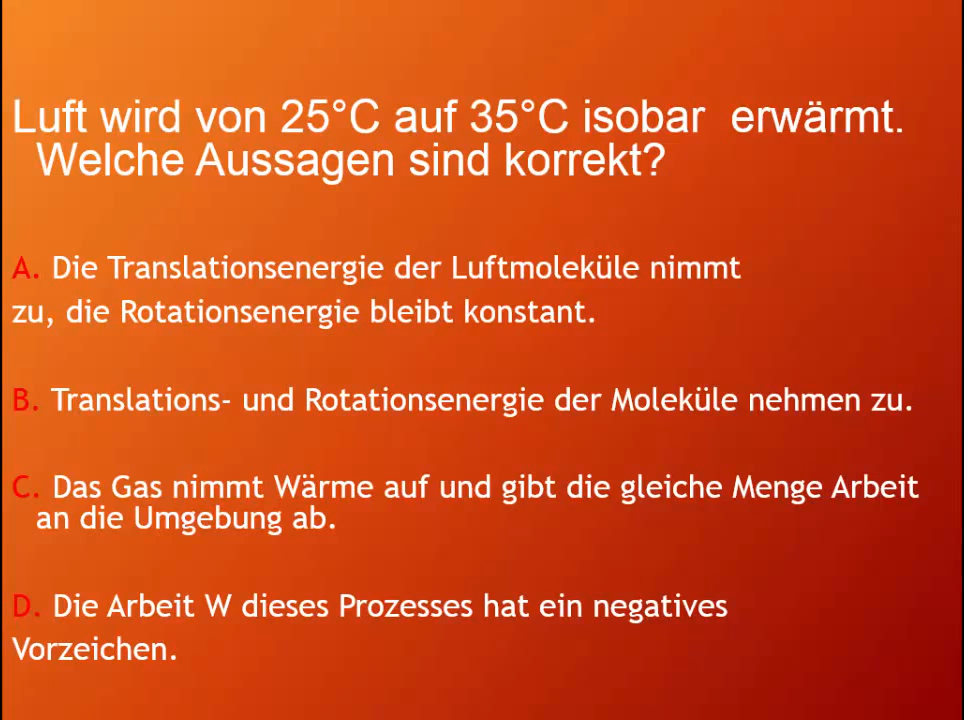 Luft wird von 25°C auf 35°C isobar  erwärmt.
Welche Aussagen sind korrekt?
A. Die Translationsenergie der Luftmoleküle nimmt
zu, die Rotationsenergie bleibt konstant.
B. Translations- und Rotationsenergie der Moleküle nehmen zu.
C. Das Gas nimmt Wärme auf und gibt die gleiche Menge Arbeit
an die Umgebung ab.
D. Die Arbeit W dieses Prozesses hat ein negatives
Vorzeichen.